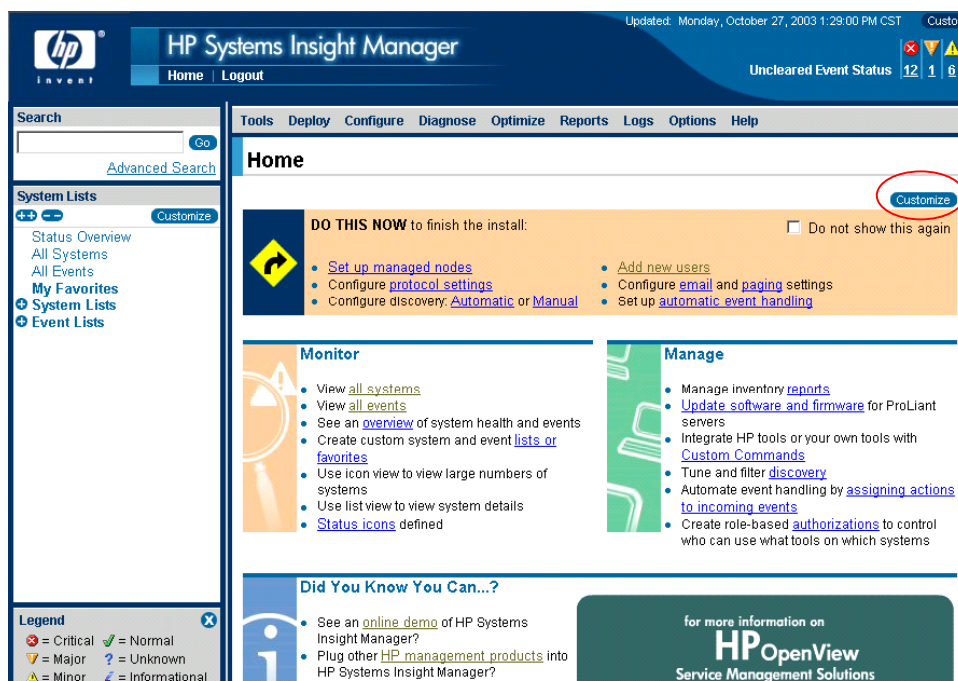 Updated: Monday, October 27, 2003 1:29:00 PM CST
Custo
hp
®
invent
HP Systems Insight Manager
Home | Logout
Uncleared Event Status 12 1 6
Search
Go
Advanced Search
System Lists
Customize
Status Overview
All Systems
All Events
My Favorites
System Lists
Event Lists
Legend
= Critical = Normal
= Major ? = Unknown
= Minor i = Informational
Tools Deploy Configure Diagnose Optimize Reports Logs Options Help
Home
Customize
DO THIS NOW to finish the install:
Do not show this again
• Set up managed nodes
• Configure protocol settings
• Configure discovery: Automatic or Manual
• Add new users
• Configure email and paging settings
• Set up automatic event handling
Monitor
• View all systems
• View all events
• See an overview of system health and events
• Create custom system and event lists or
favorites
• Use icon view to view large numbers of
systems
• Use list view to view system details
• Status icons defined
Manage
• Manage inventory reports
• Update software and firmware for ProLiant
servers
• Integrate HP tools or your own tools with
Custom Commands
• Tune and filter discovery
• Automate event handling by assigning actions
to incoming events
• Create role-based authorizations to control
who can use what tools on which systems
Did You Know You Can...?
• See an online demo of HP Systems
Insight Manager?
• Plug other HP management products into
HP Systems Insight Manager?
for more information on
HP OpenView
Service Management Solutions